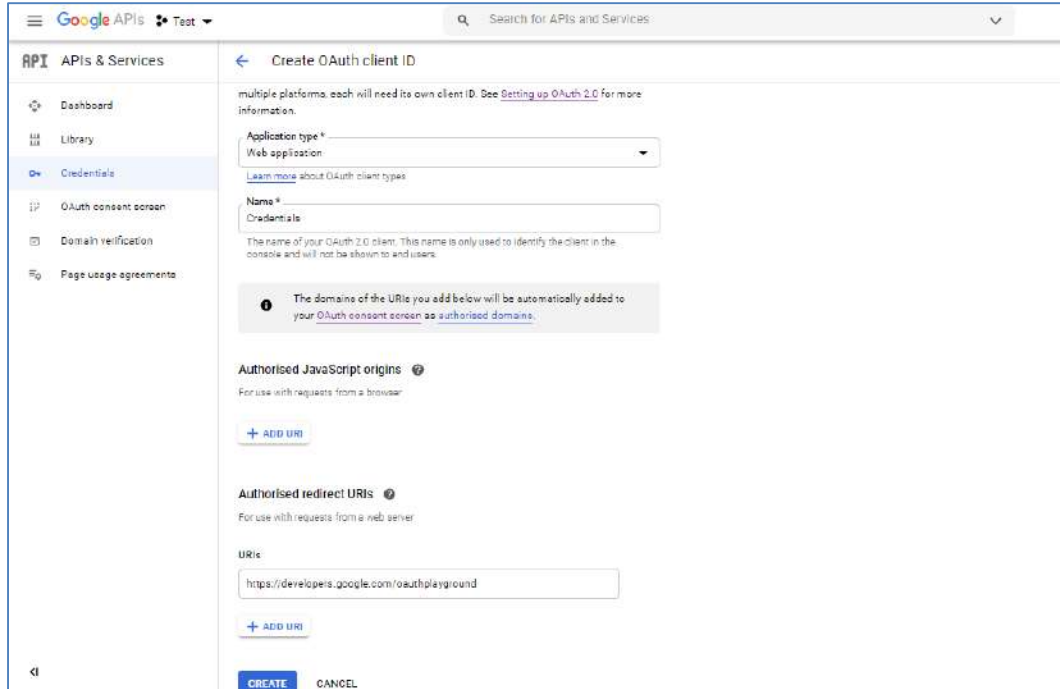 Google APIs Test
Search for APIs and Services
API APIs & Services
Create OAuth client ID
Dashboard
Library
Credentials
OAuth consent screen
Domain verification
Page usage agreements
multiple platforms, each will need its own client ID. See Setting up OAuth 2.0 for more
information.
Application type *
Web application
Learn more about OAuth client types
Name *
Credentials
The name of your OAuth 2.0 client. This name is only used to identify the client in the
console and will not be shown to end users.
The domains of the URIs you add below will be automatically added to
your OAuth consent screen as authorised domains.
Authorised JavaScript origins
For use with requests from a browser
+ ADD URI
Authorised redirect URIs
For use with requests from a web server
URIs
https://developers.google.com/oauthplayground
+ ADD URI
CREATE CANCEL